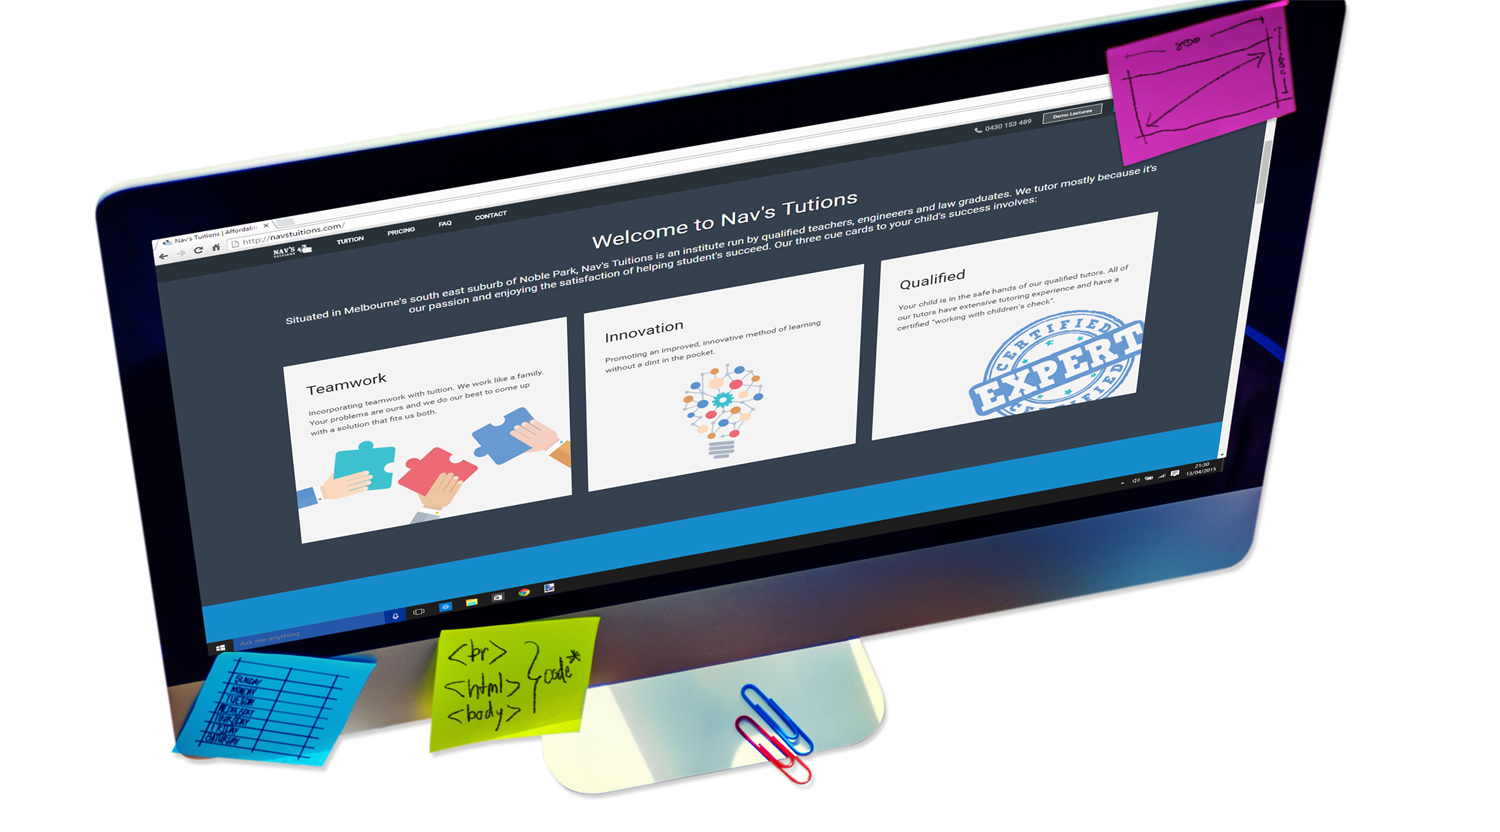 Nav's Tuitions | Affordabl
http://navstuitions.com/
NAV'S
TUITIONS
TUITION
PRICING
FAQ
CONTACT
0430 153 489
Demo Lectures
Welcome to Nav's Tutions
Situated in Melbourne's south east suburb of Noble Park, Nav's Tuitions is an institute run by qualified teachers, engineeers and law graduates. We tutor mostly because it's
our passion and enjoying the satisfaction of helping student's succeed. Our three cue cards to your child's success involves:
Teamwork
Incorporating teamwork with tuition. We work like a family.
Your problems are ours and we do our best to come up
with a solution that fits us both.
Innovation
Promoting an improved, innovative method of learning
without a dint in the pocket.
Qualified
Your child is in the safe hands of our qualified tutors. All of
our tutors have extensive tutoring experience and have a
certified "working with children's check".
CERTIFIED
EXPERT
CERTIFIED
Ask me anything
21:30
13/04/2015
SUNDAY
MONDAY
TUESDAY
WEDNESDAY
THURSDAY
FRIDAY
SATURDAY
<br>
<html>
<body>
code*